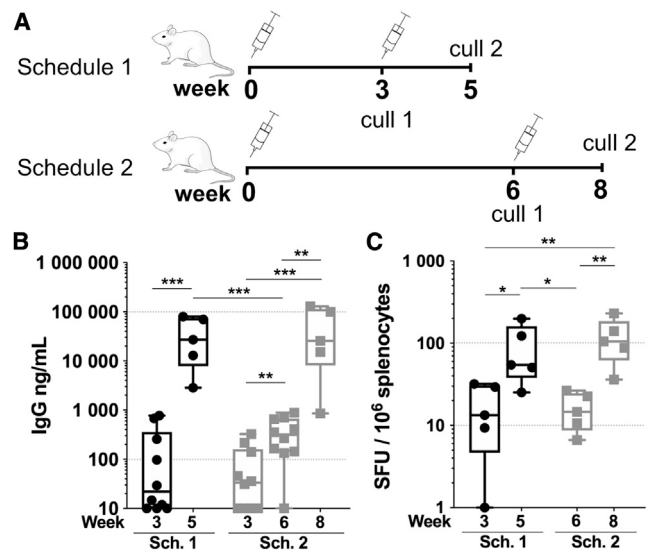 A
Schedule 1
week 0 3 5
cull 1
cull 2
Schedule 2
week 0 6 8
cull 1
cull 2
B
IgG ng/mL
1 000 000
100 000
10 000
1 000
100
10
***
***
**
***
**
Week 3 5 3 6 8
Sch. 1 Sch. 2
C
SFU / 10⁶ splenocytes
1 000
100
10
1
**
*
*
**
Week 3 5 6 8
Sch. 1 Sch. 2